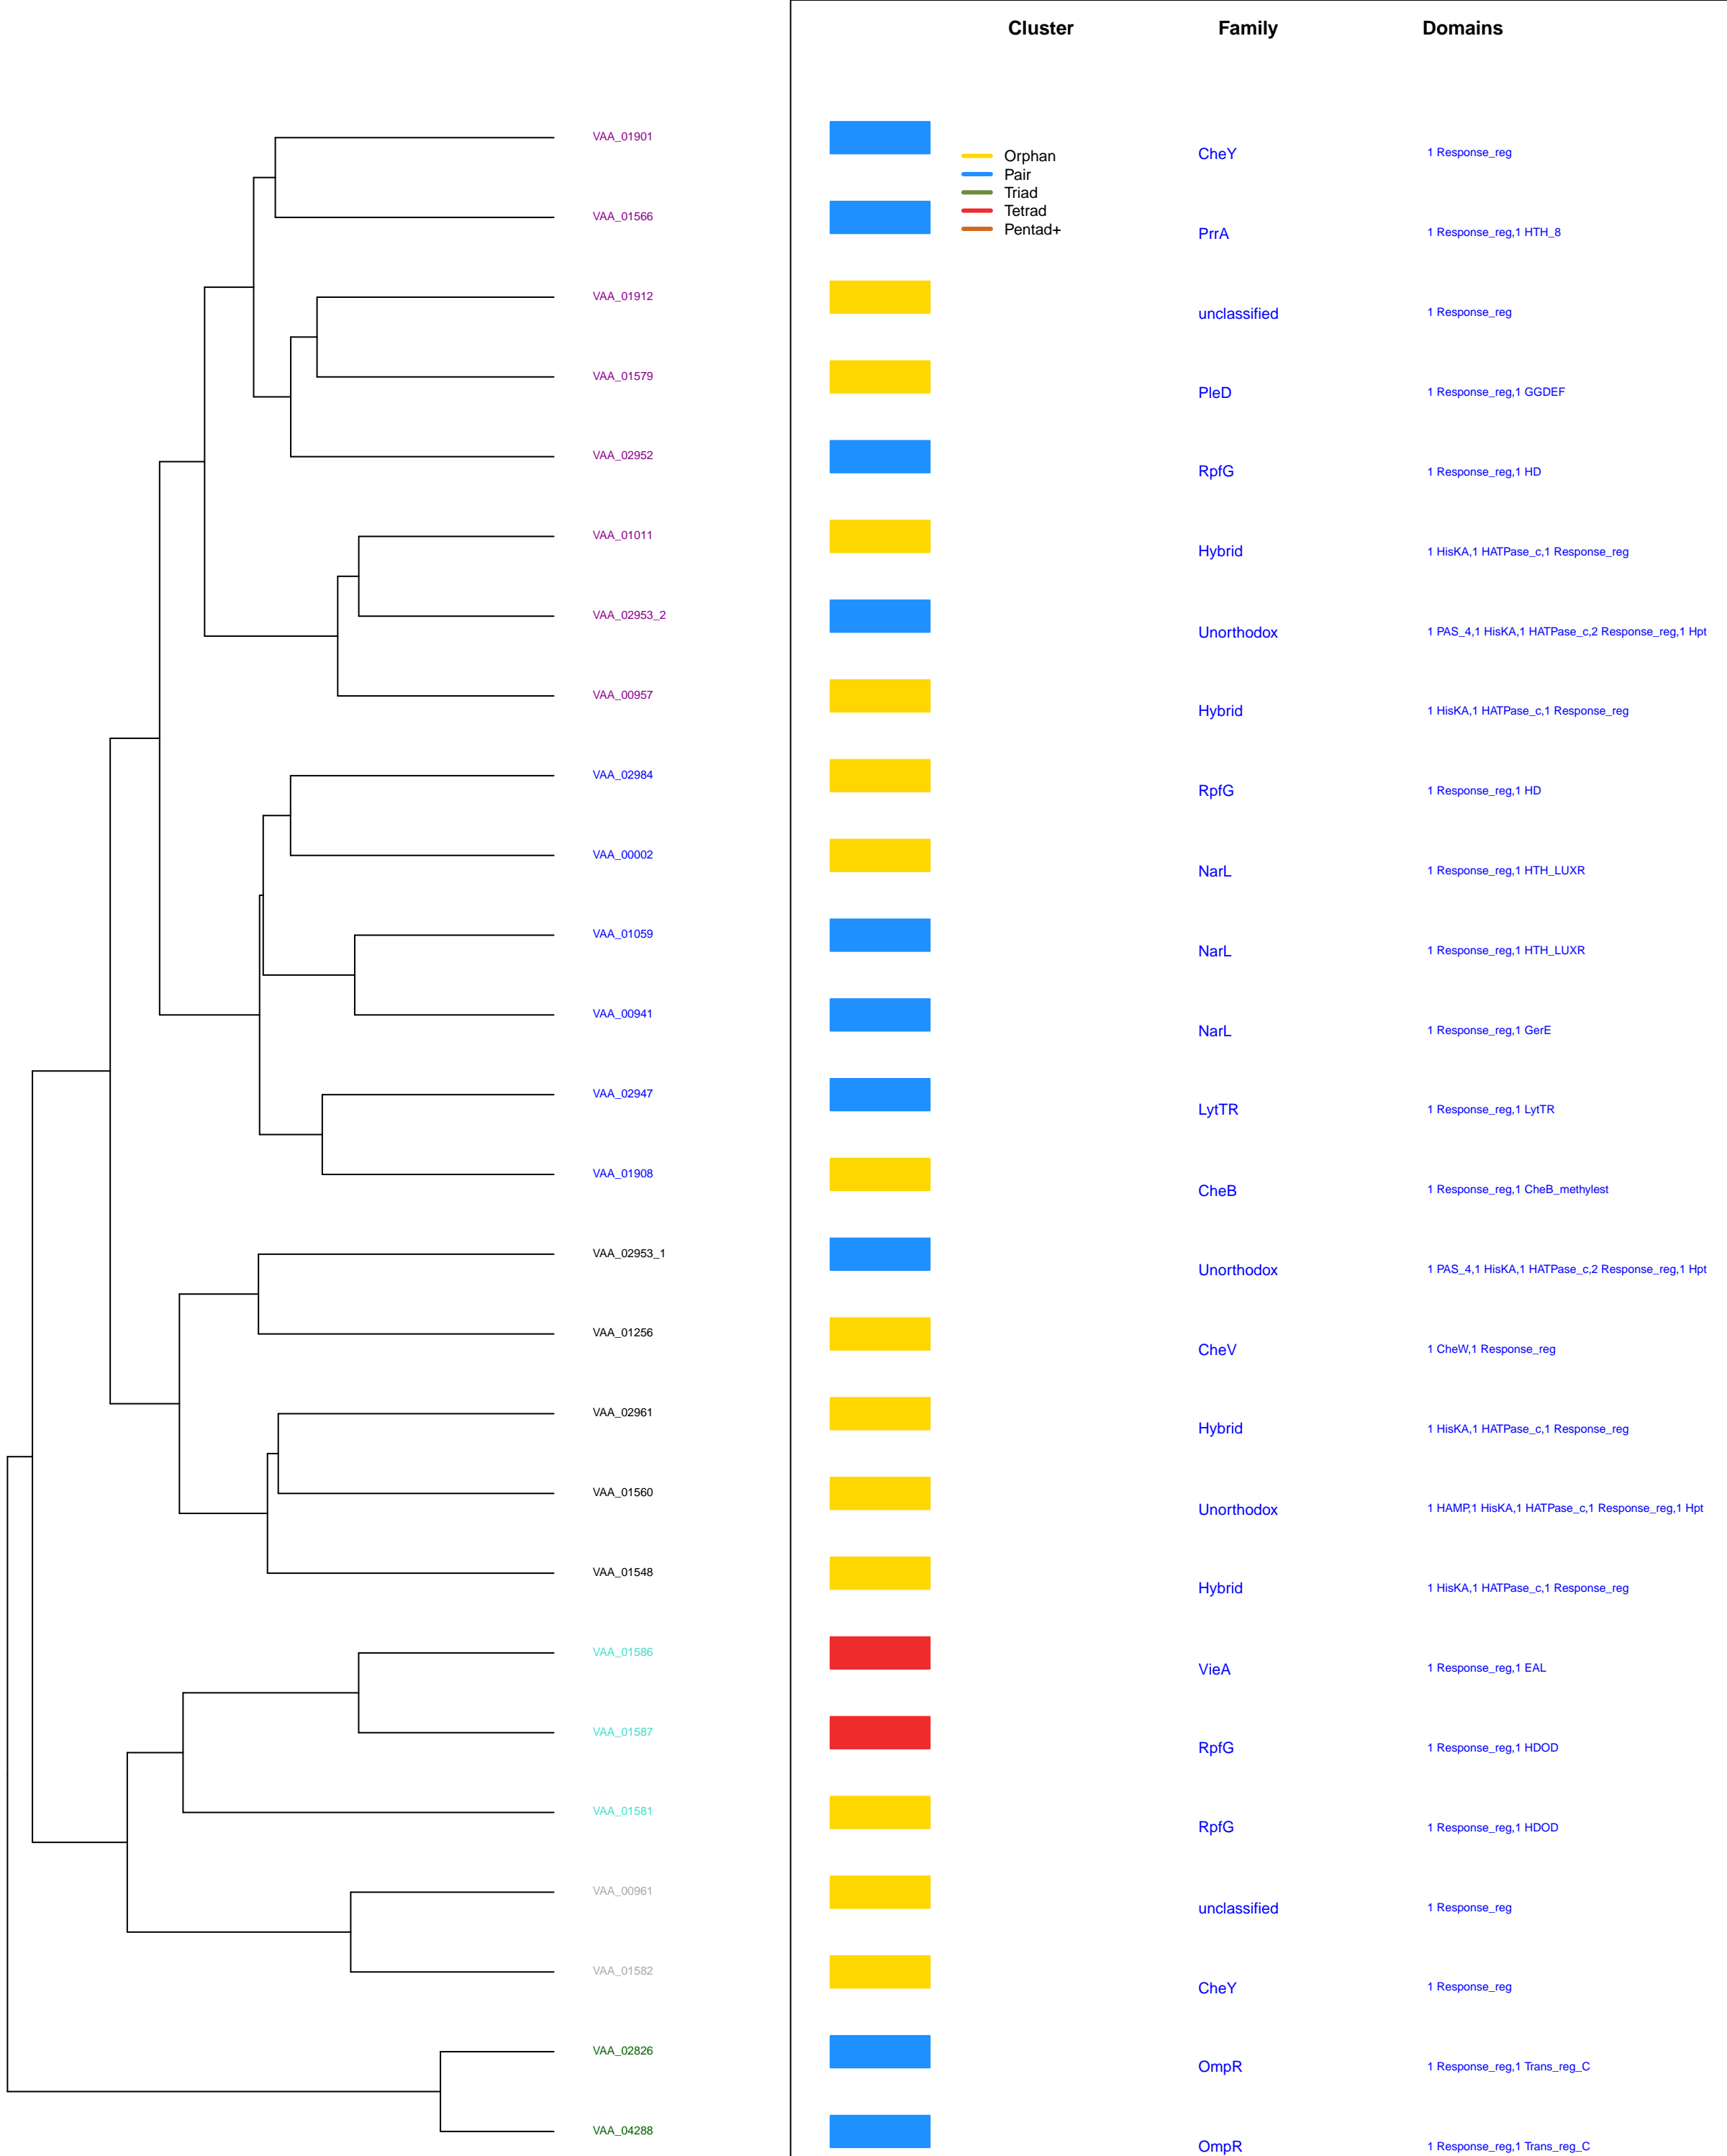 Cluster Family Domains
VAA_01901 CheY 1 Response_reg
Orphan
Pair
Triad
Tetrad
Pentad+
VAA_01566 PrrA 1 Response_reg,1 HTH_8
VAA_01912 unclassified 1 Response_reg
VAA_01579 PleD 1 Response_reg,1 GGDEF
VAA_02952 RpfG 1 Response_reg,1 HD
VAA_01011 Hybrid 1 HisKA,1 HATPase_c,1 Response_reg
VAA_02953_2 Unorthodox 1 PAS_4,1 HisKA,1 HATPase_c,2 Response_reg,1 Hpt
VAA_00957 Hybrid 1 HisKA,1 HATPase_c,1 Response_reg
VAA_02984 RpfG 1 Response_reg,1 HD
VAA_00002 NarL 1 Response_reg,1 HTH_LUXR
VAA_01059 NarL 1 Response_reg,1 HTH_LUXR
VAA_00941 NarL 1 Response_reg,1 GerE
VAA_02947 LytTR 1 Response_reg,1 LytTR
VAA_01908 CheB 1 Response_reg,1 CheB_methylest
VAA_02953_1 Unorthodox 1 PAS_4,1 HisKA,1 HATPase_c,2 Response_reg,1 Hpt
VAA_01256 CheV 1 CheW,1 Response_reg
VAA_02961 Hybrid 1 HisKA,1 HATPase_c,1 Response_reg
VAA_01560 Unorthodox 1 HAMP,1 HisKA,1 HATPase_c,1 Response_reg,1 Hpt
VAA_01548 Hybrid 1 HisKA,1 HATPase_c,1 Response_reg
VAA_01586 VieA 1 Response_reg,1 EAL
VAA_01587 RpfG 1 Response_reg,1 HDOD
VAA_01581 RpfG 1 Response_reg,1 HDOD
VAA_00961 unclassified 1 Response_reg
VAA_01582 CheY 1 Response_reg
VAA_02826 OmpR 1 Response_reg,1 Trans_reg_C
VAA_04288 OmpR 1 Response_reg,1 Trans_reg_C